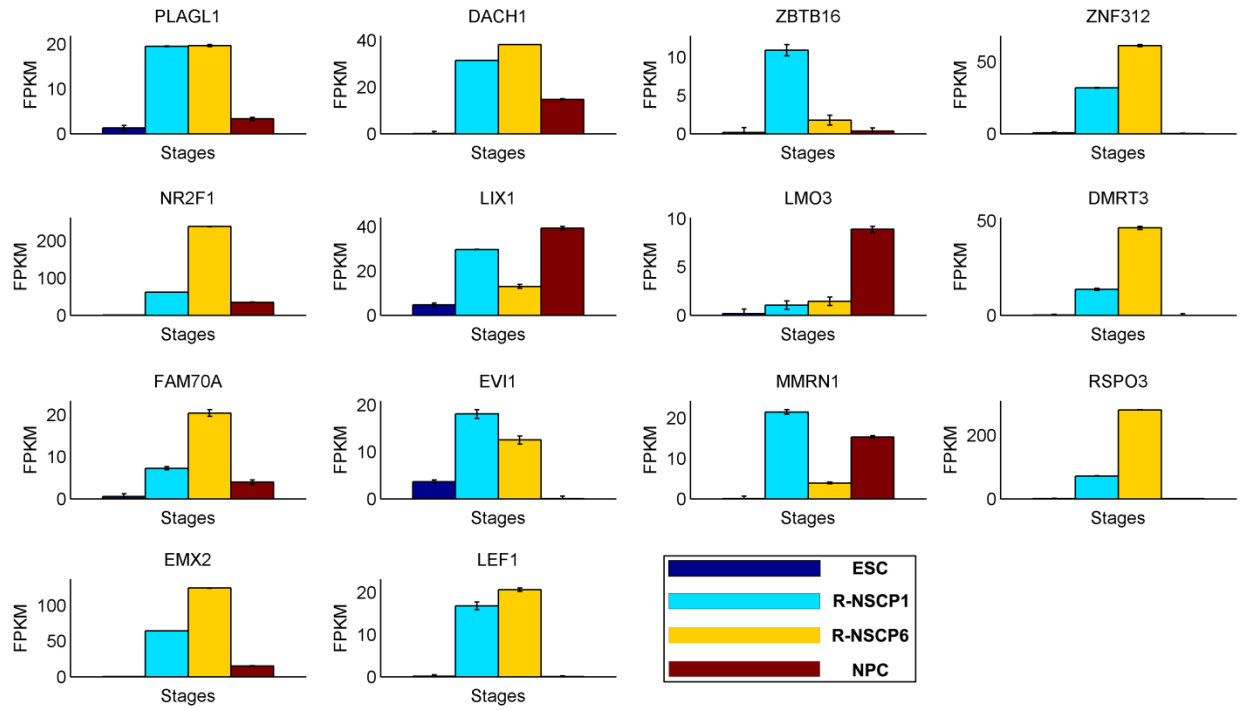 PLAGL1
FPKM
20
10
0
Stages
DACH1
FPKM
40
20
0
Stages
ZBTB16
FPKM
10
5
0
Stages
ZNF312
FPKM
50
0
Stages
NR2F1
FPKM
200
100
0
Stages
LIX1
FPKM
40
20
0
Stages
LMO3
FPKM
10
5
0
Stages
DMRT3
FPKM
50
0
Stages
FAM70A
FPKM
20
10
0
Stages
EVI1
FPKM
20
10
0
Stages
MMRN1
FPKM
20
10
0
Stages
RSPO3
FPKM
200
0
Stages
EMX2
FPKM
100
50
0
Stages
LEF1
FPKM
20
10
0
Stages
ESC
R-NSCP1
R-NSCP6
NPC